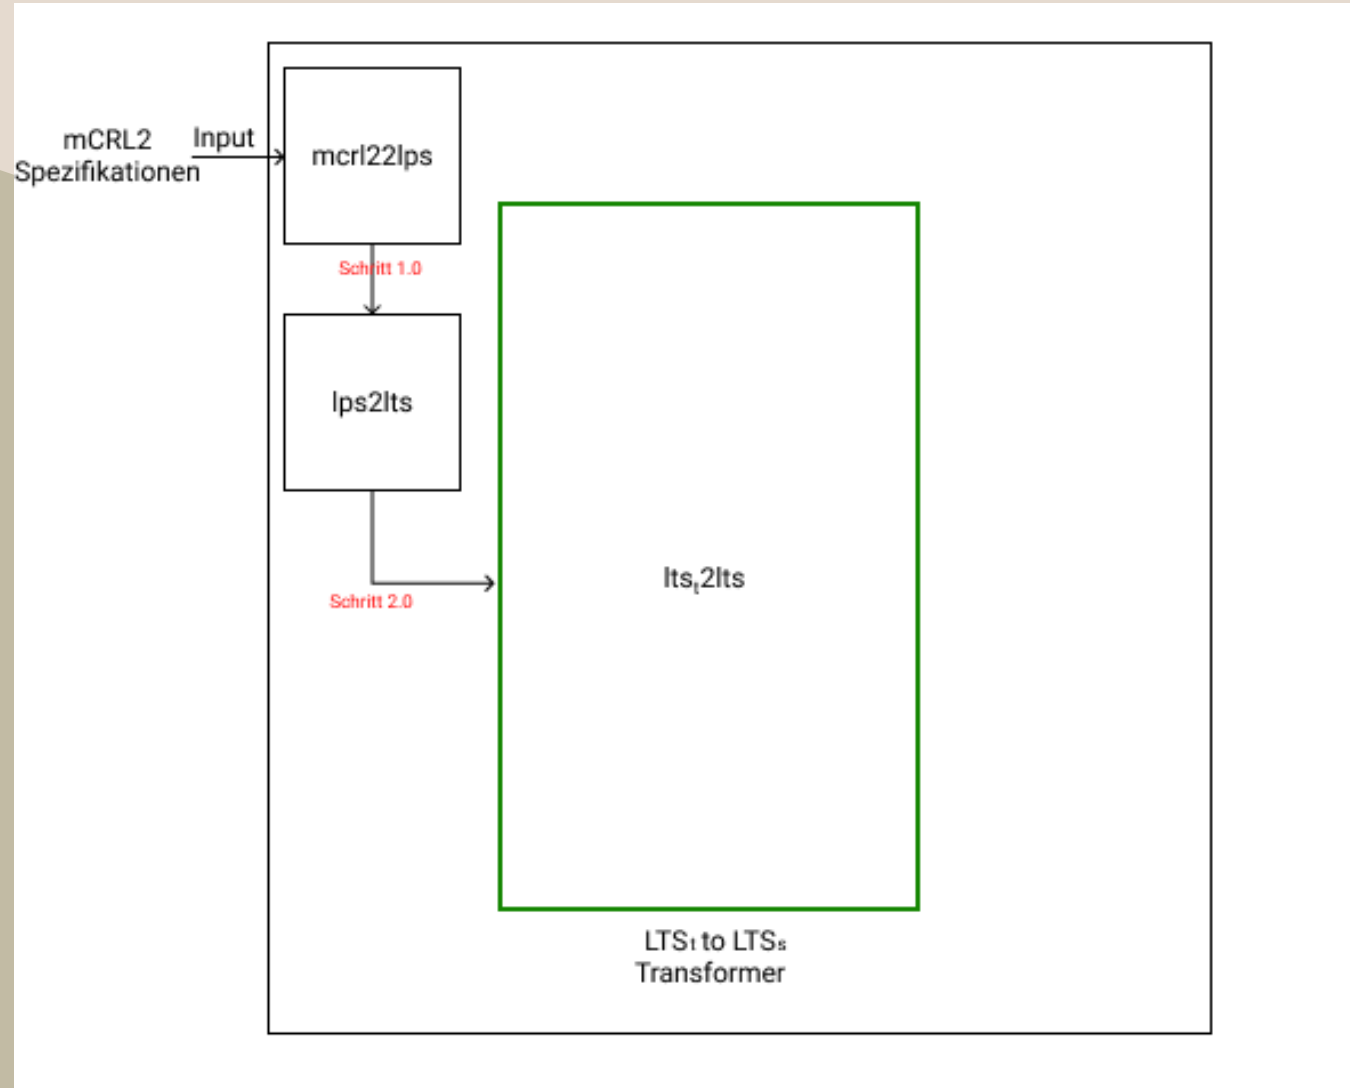 mCRL2
Spezifikationen
Input
mcrl22lps
Schritt 1.0
lps2lts
Schritt 2.0
ltsₜ2lts
LTSₜ to LTSₛ
Transformer